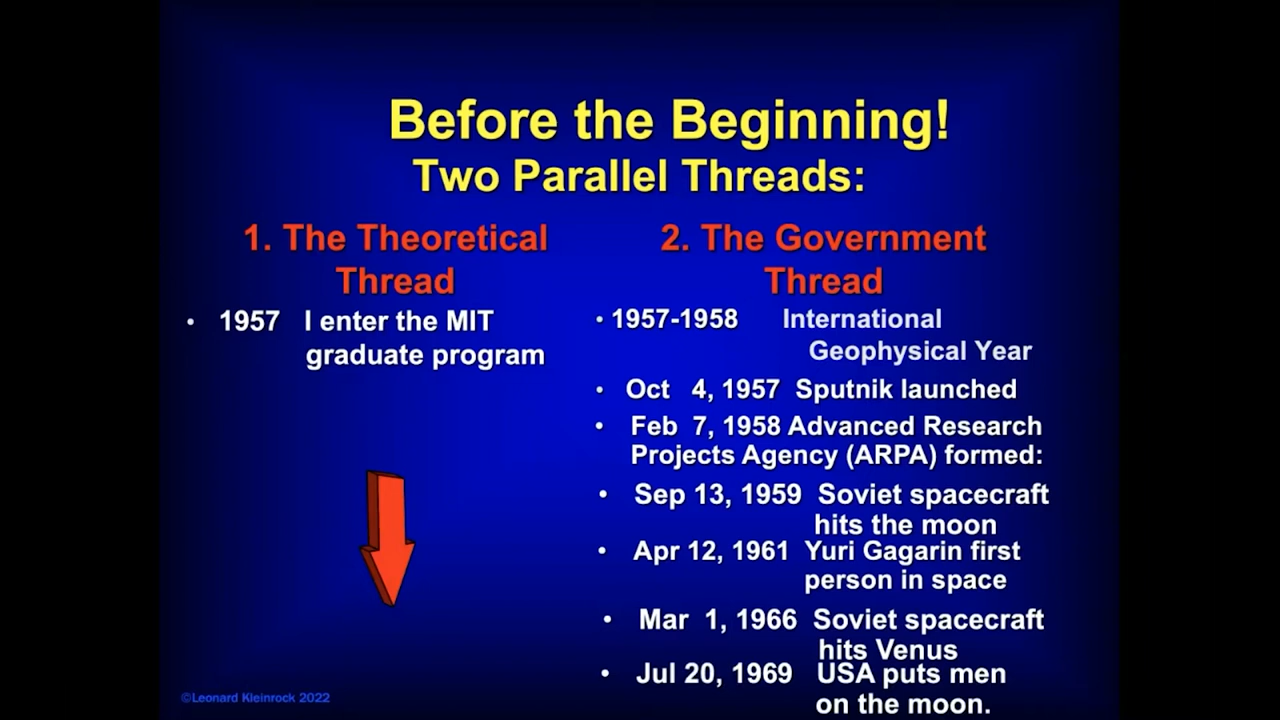 Before the Beginning!
Two Parallel Threads:
1. The Theoretical
Thread
• 1957 I enter the MIT
graduate program
2. The Government
Thread
• 1957-1958 International
Geophysical Year
• Oct 4, 1957 Sputnik launched
• Feb 7, 1958 Advanced Research
Projects Agency (ARPA) formed:
• Sep 13, 1959 Soviet spacecraft
hits the moon
• Apr 12, 1961 Yuri Gagarin first
person in space
• Mar 1, 1966 Soviet spacecraft
hits Venus
• Jul 20, 1969 USA puts men
on the moon.
©Leonard Kleinrock 2022